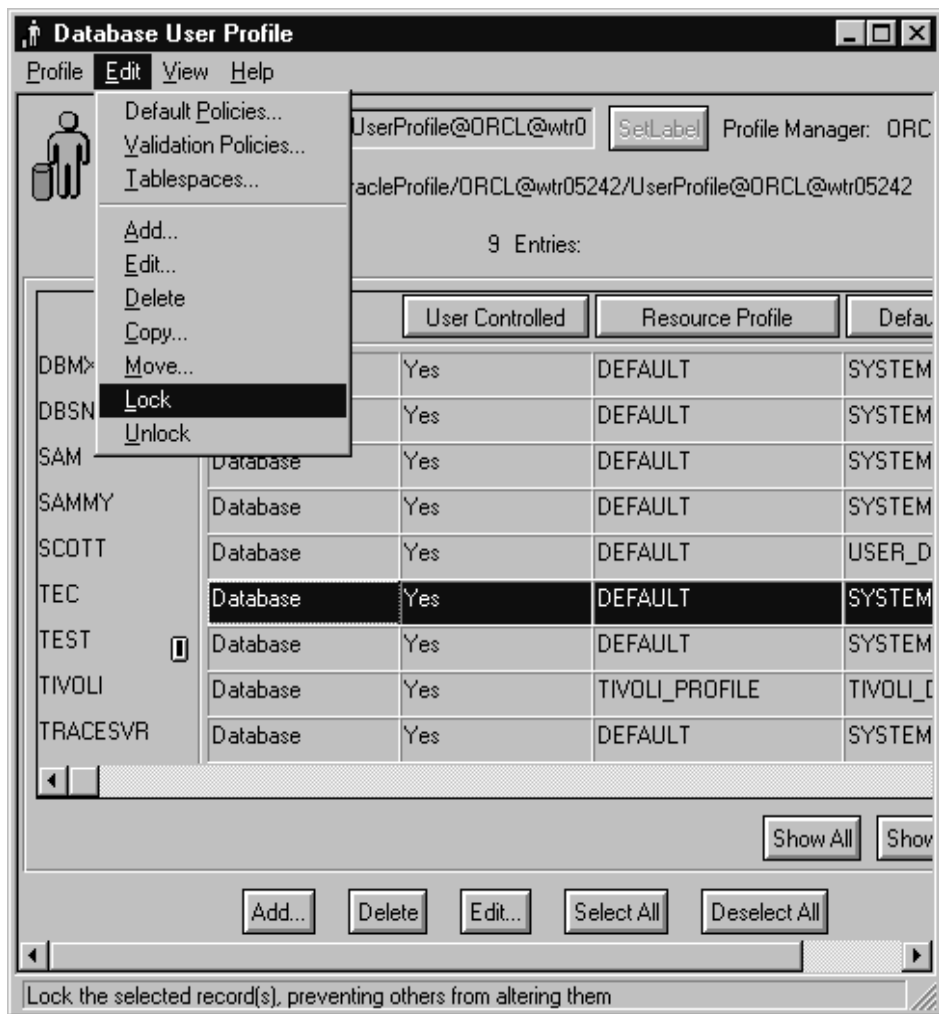 Database User Profile
Profile Edit View Help
Default Policies...
Validation Policies...
Tablespaces...
Add...
Edit...
Delete
Copy...
Move...
Lock
Unlock
UserProfile@ORCL@wtr0 SetLabel Profile Manager: ORC
racleProfile/ORCL@wtr05242/UserProfile@ORCL@wtr05242
9 Entries:
User Controlled Resource Profile Defau
DBMX Yes DEFAULT SYSTEM
DBSN Yes DEFAULT SYSTEM
SAM Database Yes DEFAULT SYSTEM
SAMMY Database Yes DEFAULT SYSTEM
SCOTT Database Yes DEFAULT USER_D
TEC Database Yes DEFAULT SYSTEM
TEST Database Yes DEFAULT SYSTEM
TIVOLI Database Yes TIVOLI_PROFILE TIVOLI_D
TRACESVR Database Yes DEFAULT SYSTEM
Show All Show
Add... Delete Edit... Select All Deselect All
Lock the selected record(s), preventing others from altering them